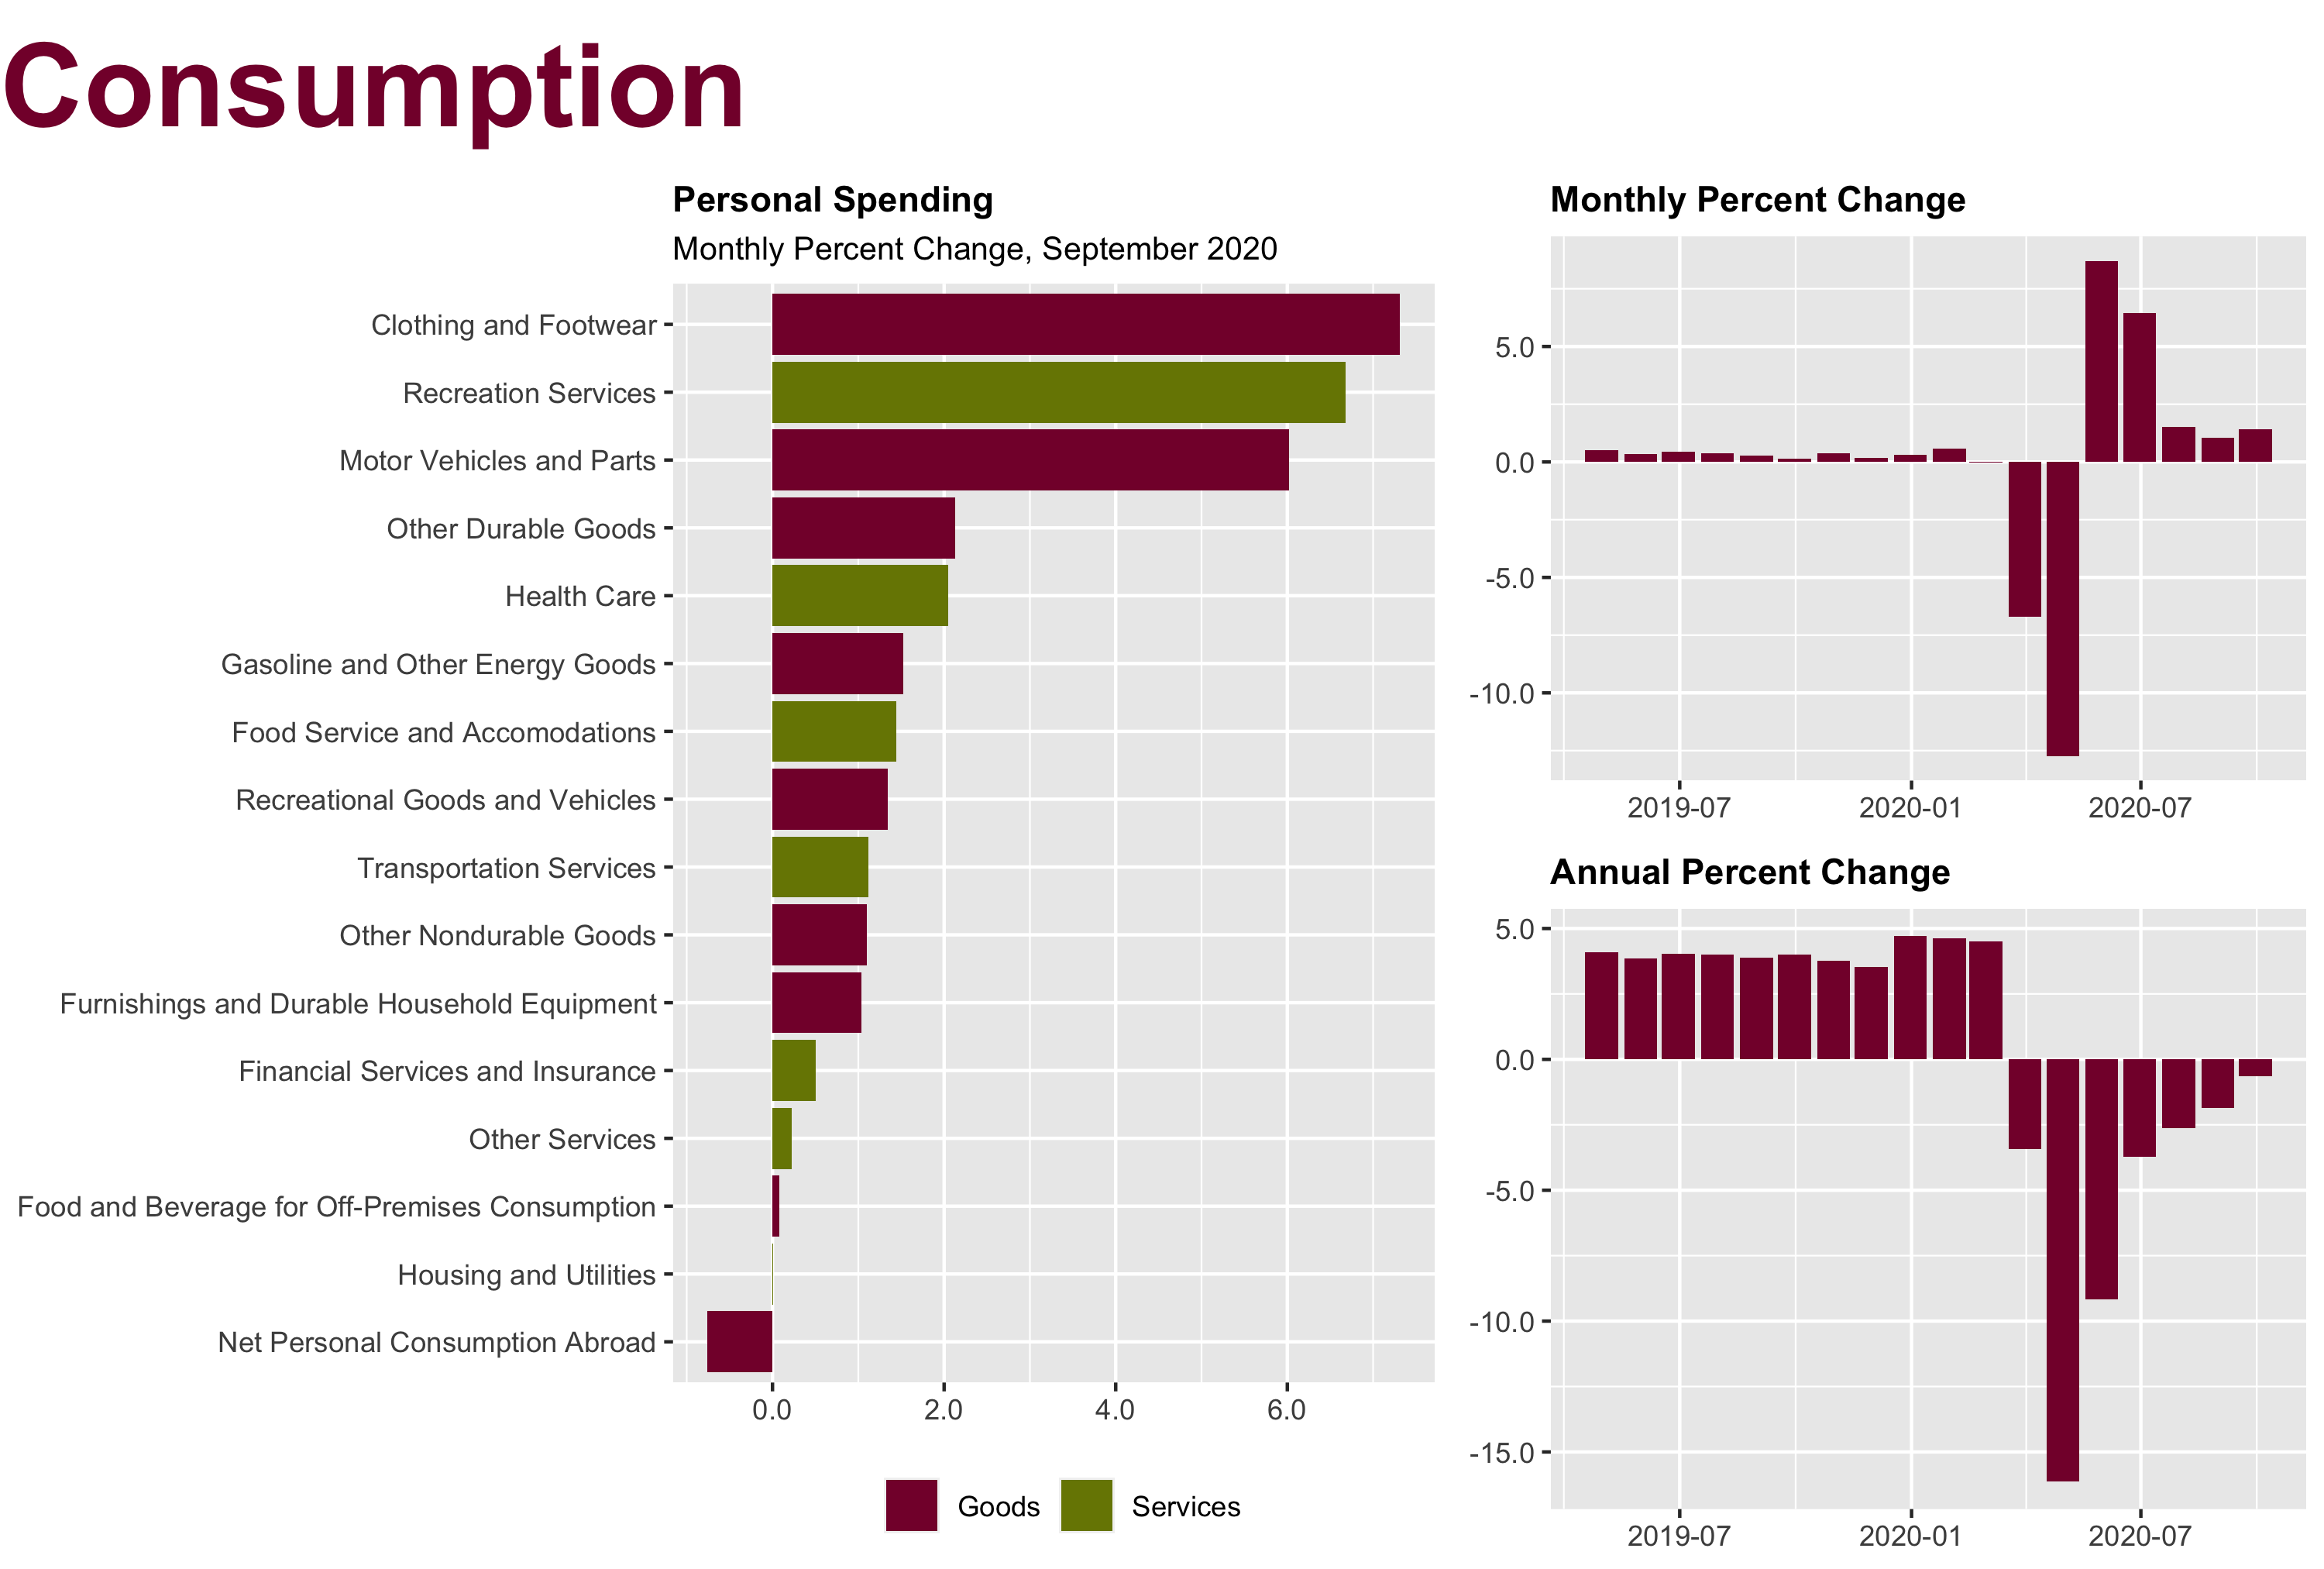 Consumption
Personal Spending
Monthly Percent Change, September 2020
Clothing and Footwear
Recreation Services
Motor Vehicles and Parts
Other Durable Goods
Health Care
Gasoline and Other Energy Goods
Food Service and Accomodations
Recreational Goods and Vehicles
Transportation Services
Other Nondurable Goods
Furnishings and Durable Household Equipment
Financial Services and Insurance
Other Services
Food and Beverage for Off-Premises Consumption
Housing and Utilities
Net Personal Consumption Abroad
0.0 2.0 4.0 6.0
Goods Services
Monthly Percent Change
5.0
0.0
-5.0
-10.0
2019-07 2020-01 2020-07
Annual Percent Change
5.0
0.0
-5.0
-10.0
-15.0
2019-07 2020-01 2020-07